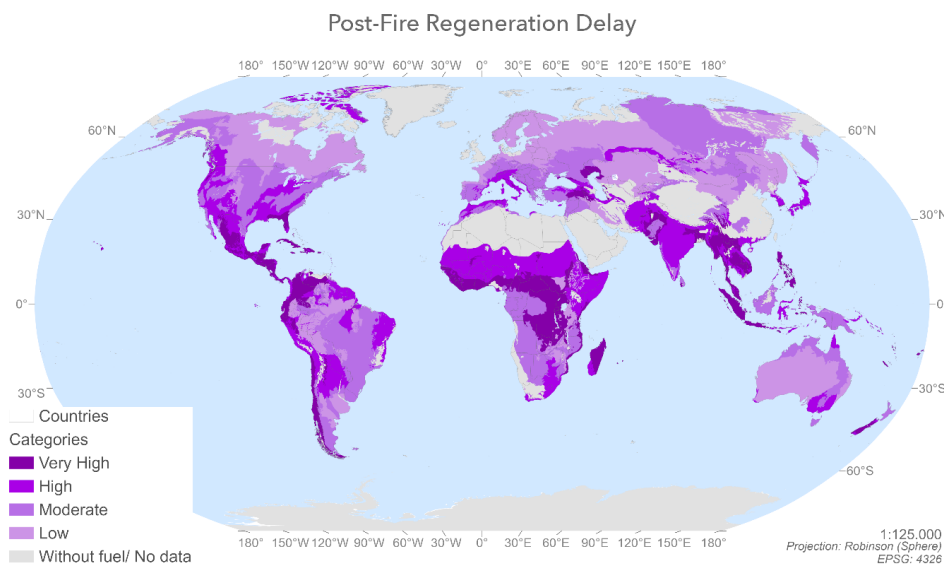 Post-Fire Regeneration Delay
180° 150°W 120°W 90°W 60°W 30°W 0° 30°E 60°E 90°E 120°E 150°E 180°
60°N 60°N
30°N 30°N
0° 0
30°S 30°S
Countries
Categories
Very High
60°S
High
Moderate
Low
1:125.000
Without fuel/ No data
Projection: Robinson (Sphere)
EPSG: 4326
180° 150°W 120°W 90°W 60°W 30°W 0° 30°E 60°E 90°E 120°E 150°E 180°